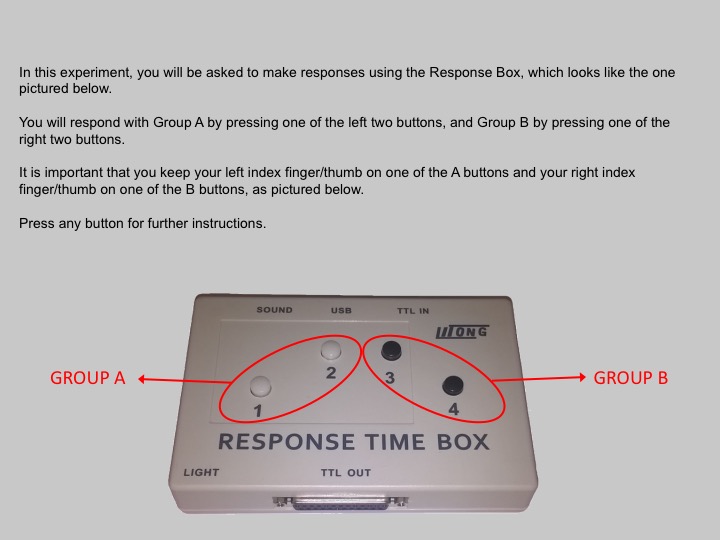 In this experiment, you will be asked to make responses using the Response Box, which looks like the one
pictured below.
You will respond with Group A by pressing one of the left two buttons, and Group B by pressing one of the
right two buttons.
It is important that you keep your left index finger/thumb on one of the A buttons and your right index
finger/thumb on one of the B buttons, as pictured below.
Press any button for further instructions.
SOUND USB TTL IN
UTONG
GROUP A
2 3
GROUP B
1 4
RESPONSE TIME BOX
LIGHT TTL OUT